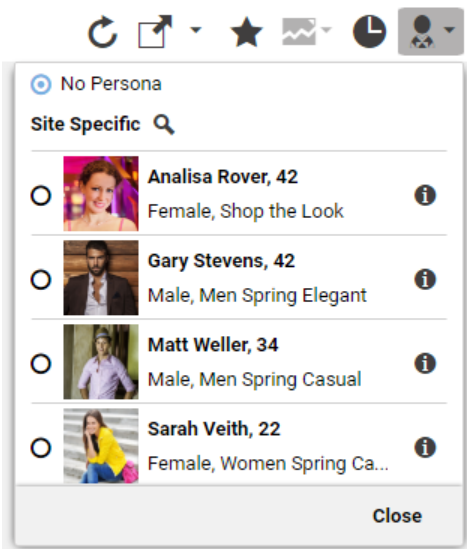 No Persona
Site Specific
Analisa Rover, 42
Female, Shop the Look
Gary Stevens, 42
Male, Men Spring Elegant
Matt Weller, 34
Male, Men Spring Casual
Sarah Veith, 22
Female, Women Spring Ca...
Close